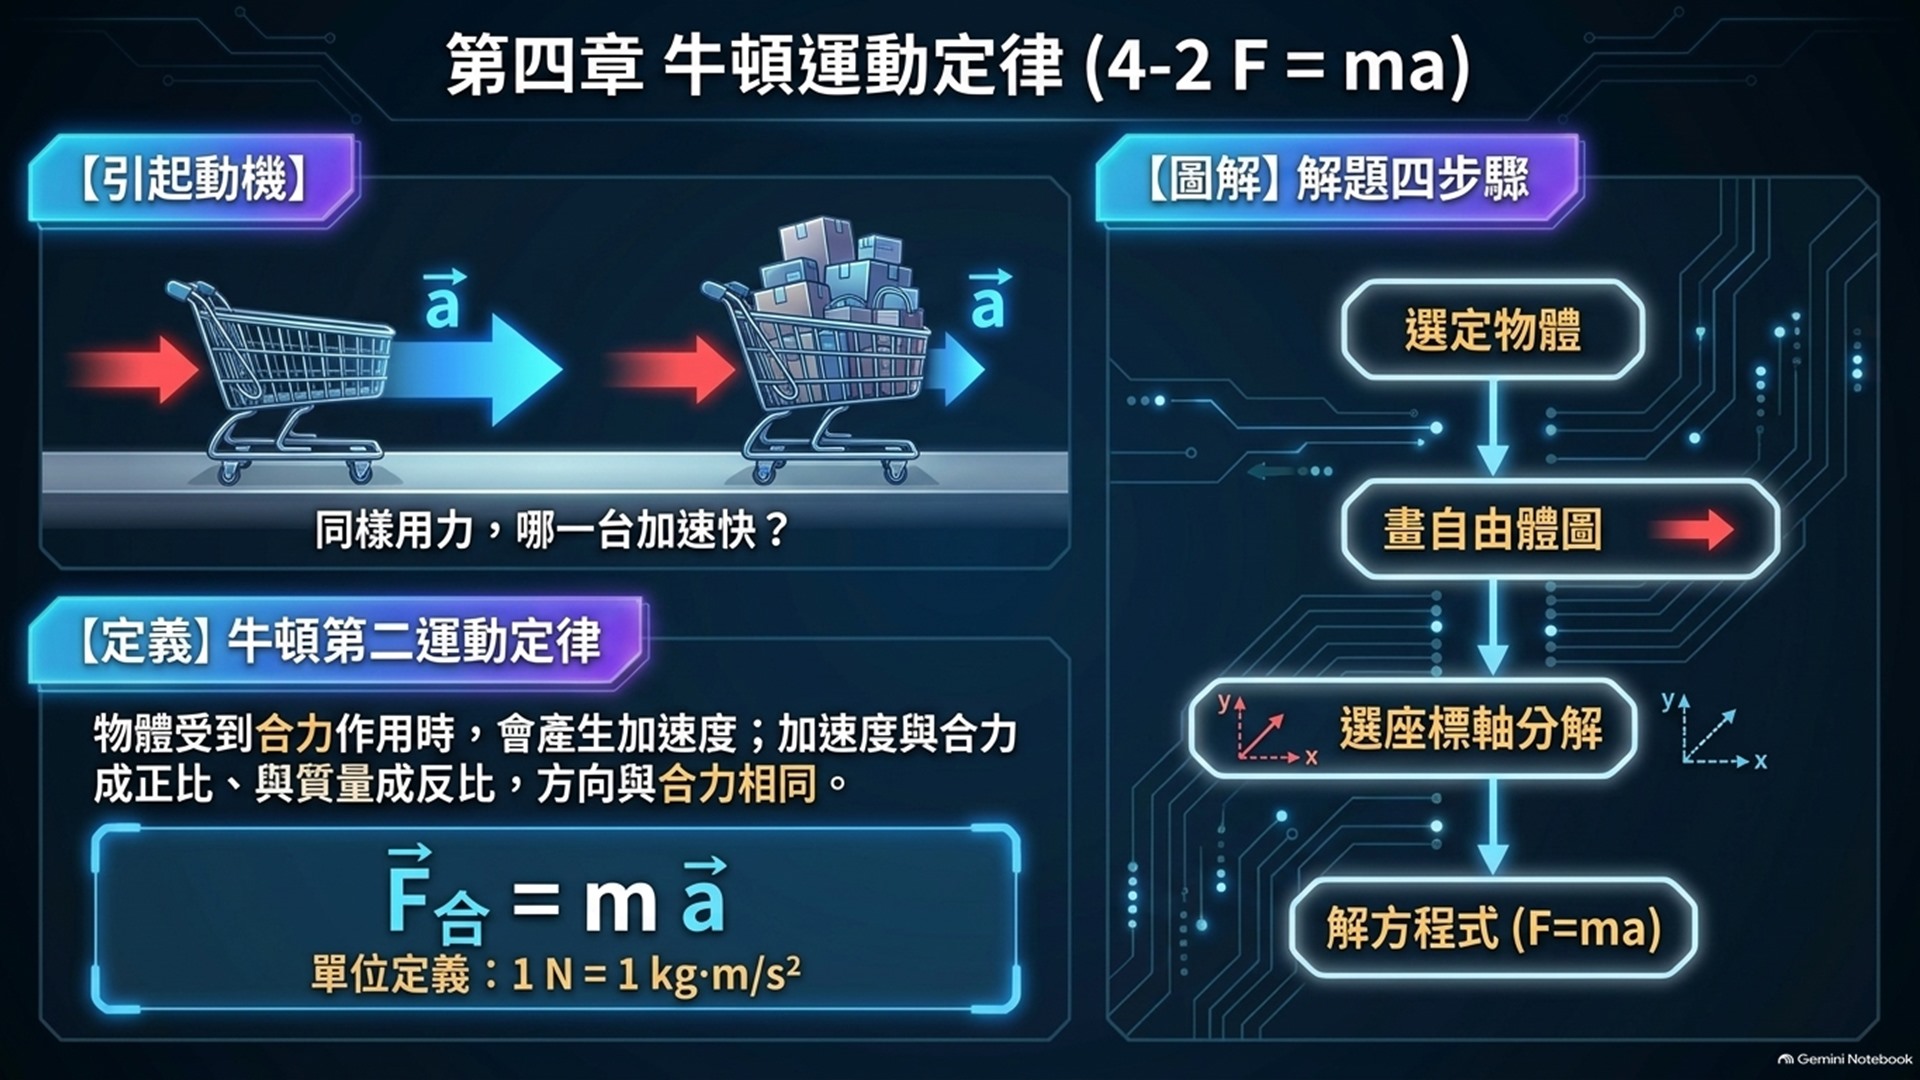 第四章 牛頓運動定律 (4-2 F = ma)
【引起動機】
a
a
同樣用力，哪一台加速快？
【定義】牛頓第二運動定律
物體受到合力作用時，會產生加速度；加速度與合力
成正比、與質量成反比，方向與合力相同。
F合 = m a
單位定義：1 N = 1 kg·m/s²
【圖解】解題四步驟
選定物體
畫自由體圖
y
x
選座標軸分解
y
x
解方程式 (F=ma)
Gemini Notebook